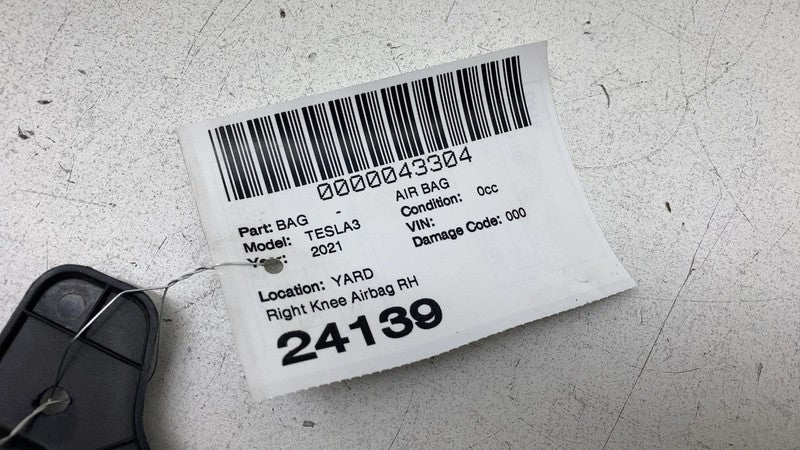 0000043304
Part: BAG - AIR BAG
Model: TESLA3 Condition: 0cc
Year: 2021 VIN:
Damage Code: 000
Location: YARD
Right Knee Airbag RH
24139